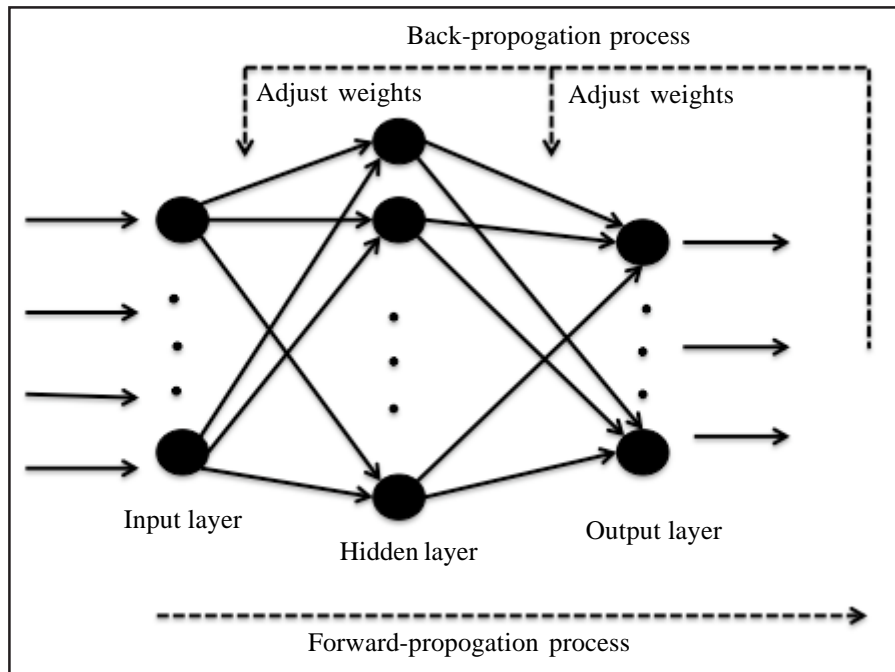 Back-propogation process
Adjust weights
Adjust weights
Input layer
Hidden layer
Output layer
Forward-propogation process